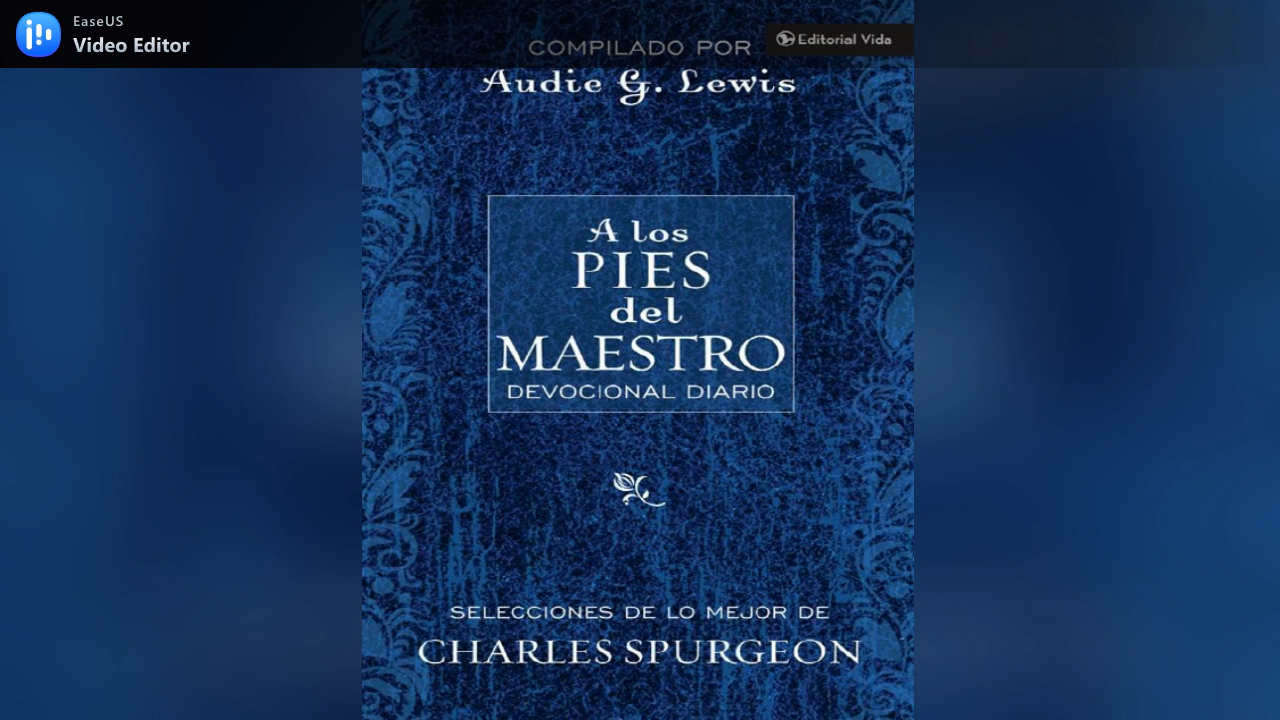 EaseUS
Video Editor
COMPILADO POR
Editorial Vida
Audie G. Lewis
A los
PIES
del
MAESTRO
DEVOCIONAL DIARIO
SELECCIONES DE LO MEJOR DE
CHARLES SPURGEON